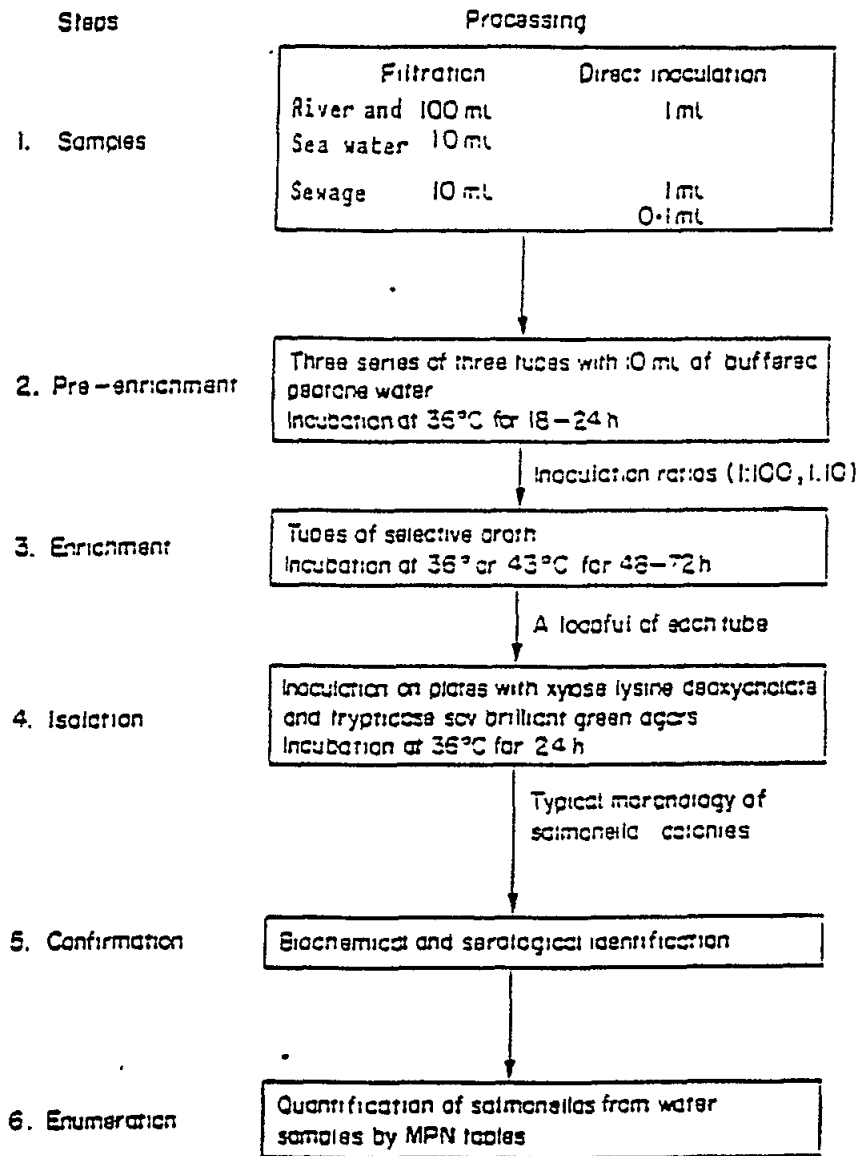 Steps Processing
Filtration Direct inoculation
River and 100 mL 1 mL
1. Samples
Sea water 10 mL
Sewage 10 mL 1 mL
0·1 mL
2. Pre-enrichment
Three series of three tubes with 10 mL of buffered
peptone water
Incubation at 36°C for 18-24 h
Inoculation ratios (1:100, 1:10)
3. Enrichment
Tubes of selective broth
Incubation at 36° or 43°C for 48-72 h
A loopful of each tube
4. Isolation
Inoculation on plates with xylose lysine deoxycholate
and trypticase soy brilliant green agars
Incubation at 36°C for 24 h
Typical morphology of
salmonella colonies
5. Confirmation
Biochemical and serological identification
6. Enumeration
Quantification of salmonellas from water
samples by MPN tables